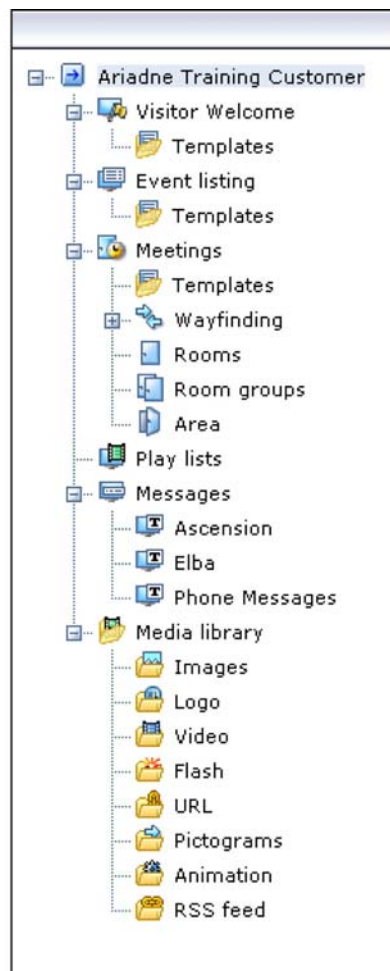 Ariadne Training Customer
Visitor Welcome
Templates
Event listing
Templates
Meetings
Templates
Wayfinding
Rooms
Room groups
Area
Play lists
Messages
Ascension
Elba
Phone Messages
Media library
Images
Logo
Video
Flash
URL
Pictograms
Animation
RSS feed